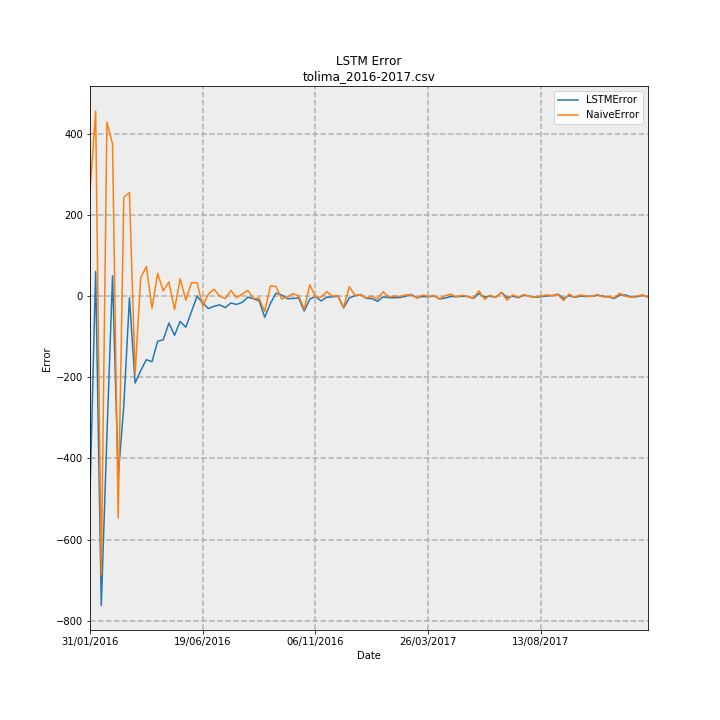 LSTM Error
tolima_2016-2017.csv
LSTMError
NaiveError
400
200
0
−200
−400
−600
−800
Error
31/01/2016 19/06/2016 06/11/2016 26/03/2017 13/08/2017
Date